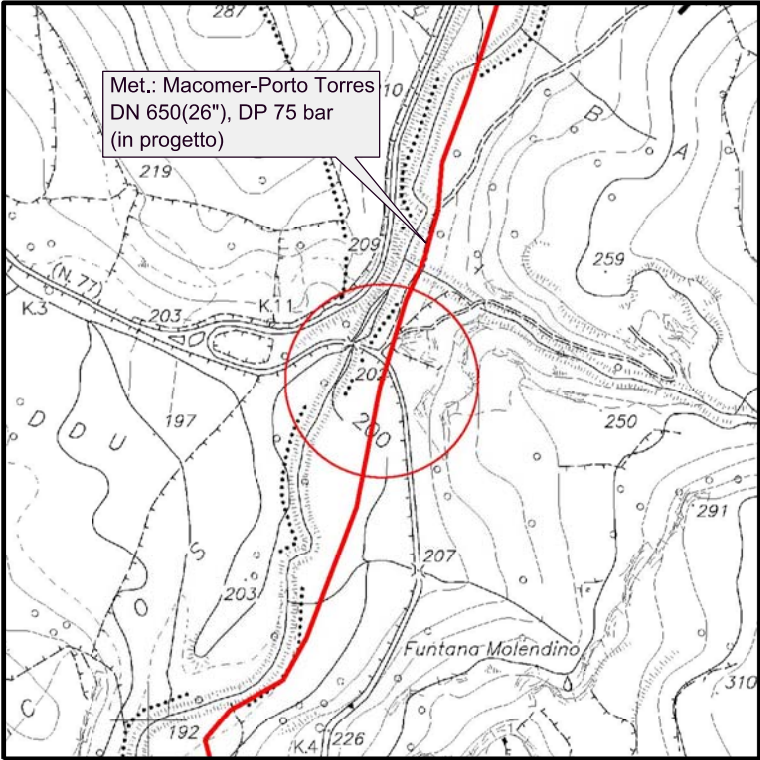 287
Met.: Macomer-Porto Torres
DN 650(26"), DP 75 bar
(in progetto)
10
B
A
219
209
259
(N. 77)
K.3
203
K.11
202
200
197
250
D D U
S
O
291
207
203
Funtana Molendino
310
C
192
K.4
226